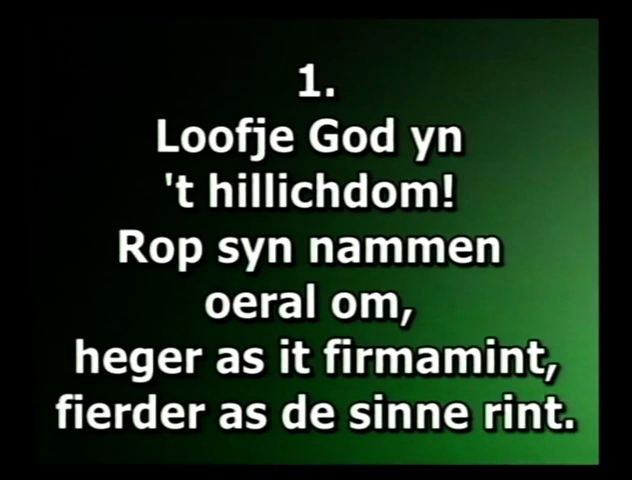 1.
Loofje God yn
't hillichdom!
Rop syn nammen
oeral om,
heger as it firmamint,
fierder as de sinne rint.